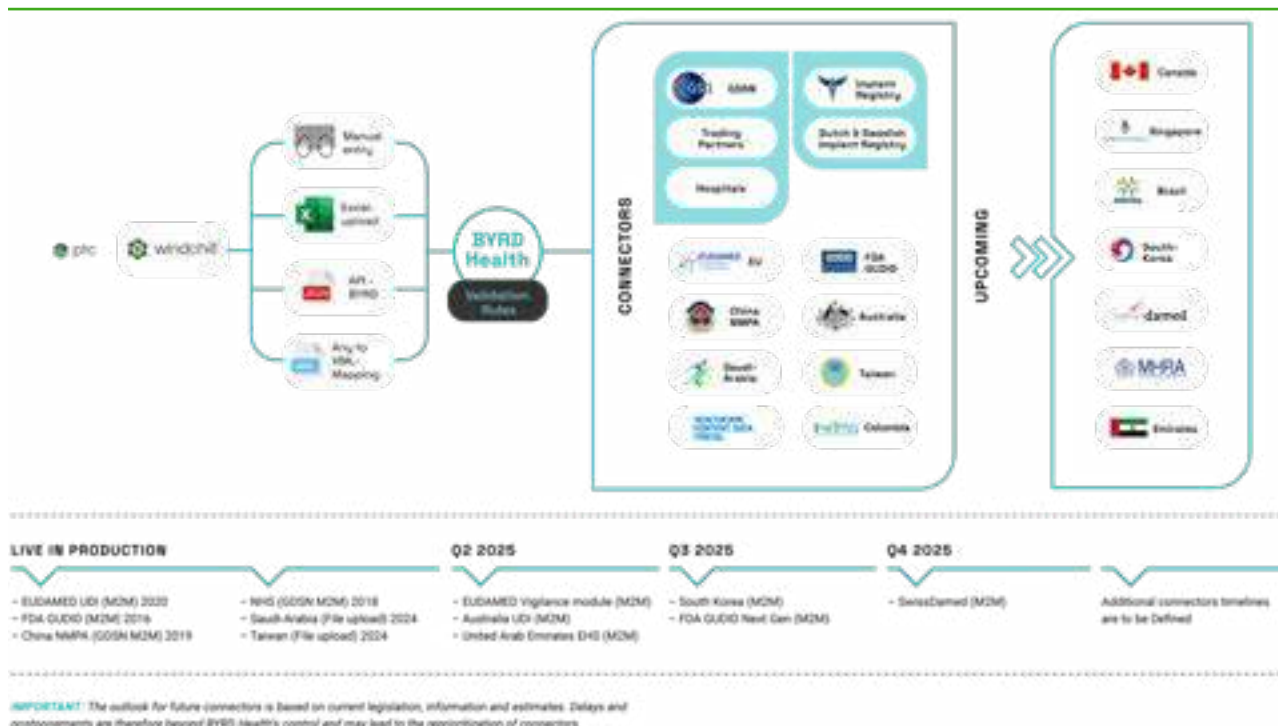 ptc
windchill
Manual
entry
Excel
upload
API -
BYRD
Any to
XML-
Mapping
BYRD
Health
Validation
Rules
CONNECTORS
GDSN
Trading
Partners
Hospitals
Implant
Registry
Dutch & Swedish
Implant Registry
EUDAMED EU
FDA
GUDID
China
NMPA
Australia
Saudi-
Arabia
Taiwan
Colombia
UPCOMING
Canada
Singapore
Brazil
South-
Korea
damed
MHRA
Emirates
LIVE IN PRODUCTION
– EUDAMED UDI (M2M) 2020
– FDA GUDID (M2M) 2016
– China NMPA (GDSN M2M) 2019
– NHS (GDSN M2M) 2018
– Saudi-Arabia (File upload) 2024
– Taiwan (File upload) 2024
Q2 2025
– EUDAMED Vigilance module (M2M)
– Australia UDI (M2M)
– United Arab Emirates EHS (M2M)
Q3 2025
– South Korea (M2M)
– FDA GUDID Next Gen (M2M)
Q4 2025
– SwissDamed (M2M)
Additional connectors timelines
are to be Defined
IMPORTANT: The outlook for future connectors is based on current legislation, information and estimates. Delays and
postponements are therefore beyond BYRD Health's control and may lead to the reprioritization of connectors.